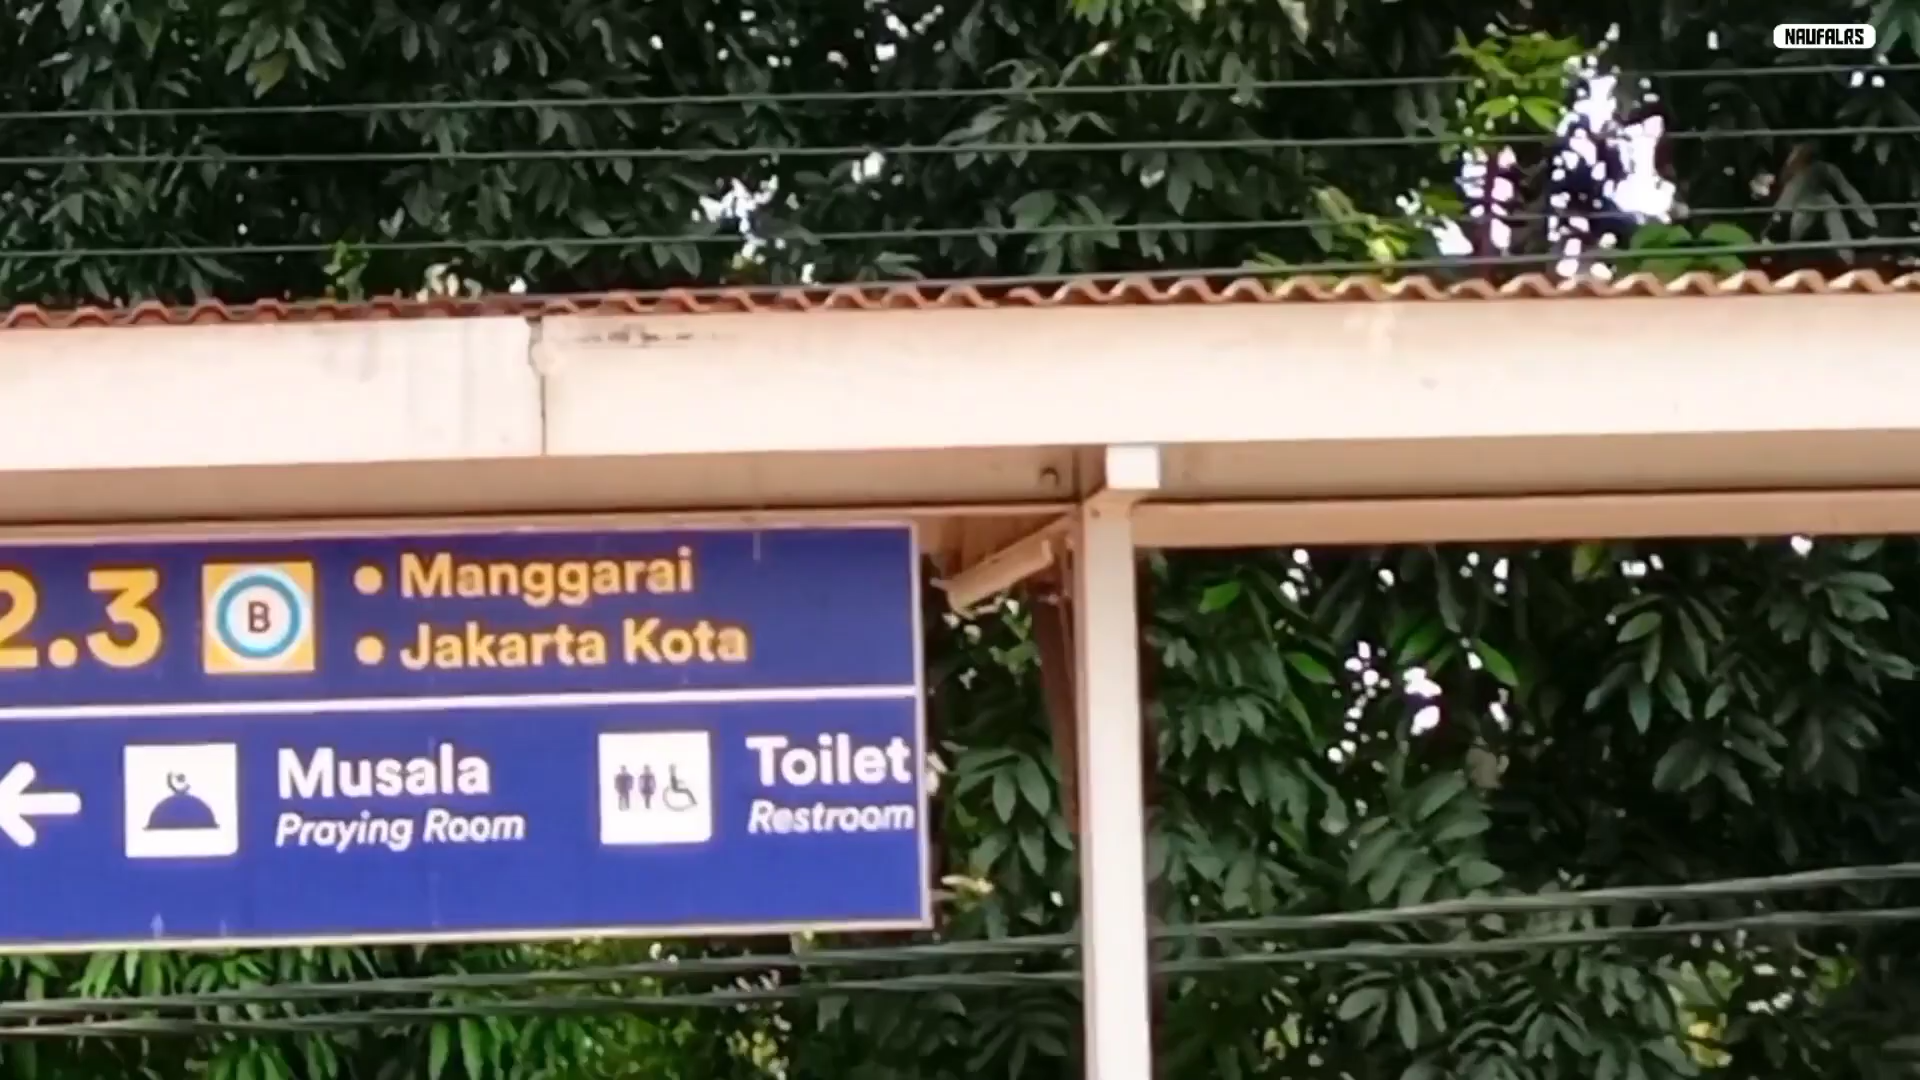 NAUFALRS
2.3 B • Manggarai
• Jakarta Kota
← Musala
Praying Room
Toilet
Restroom